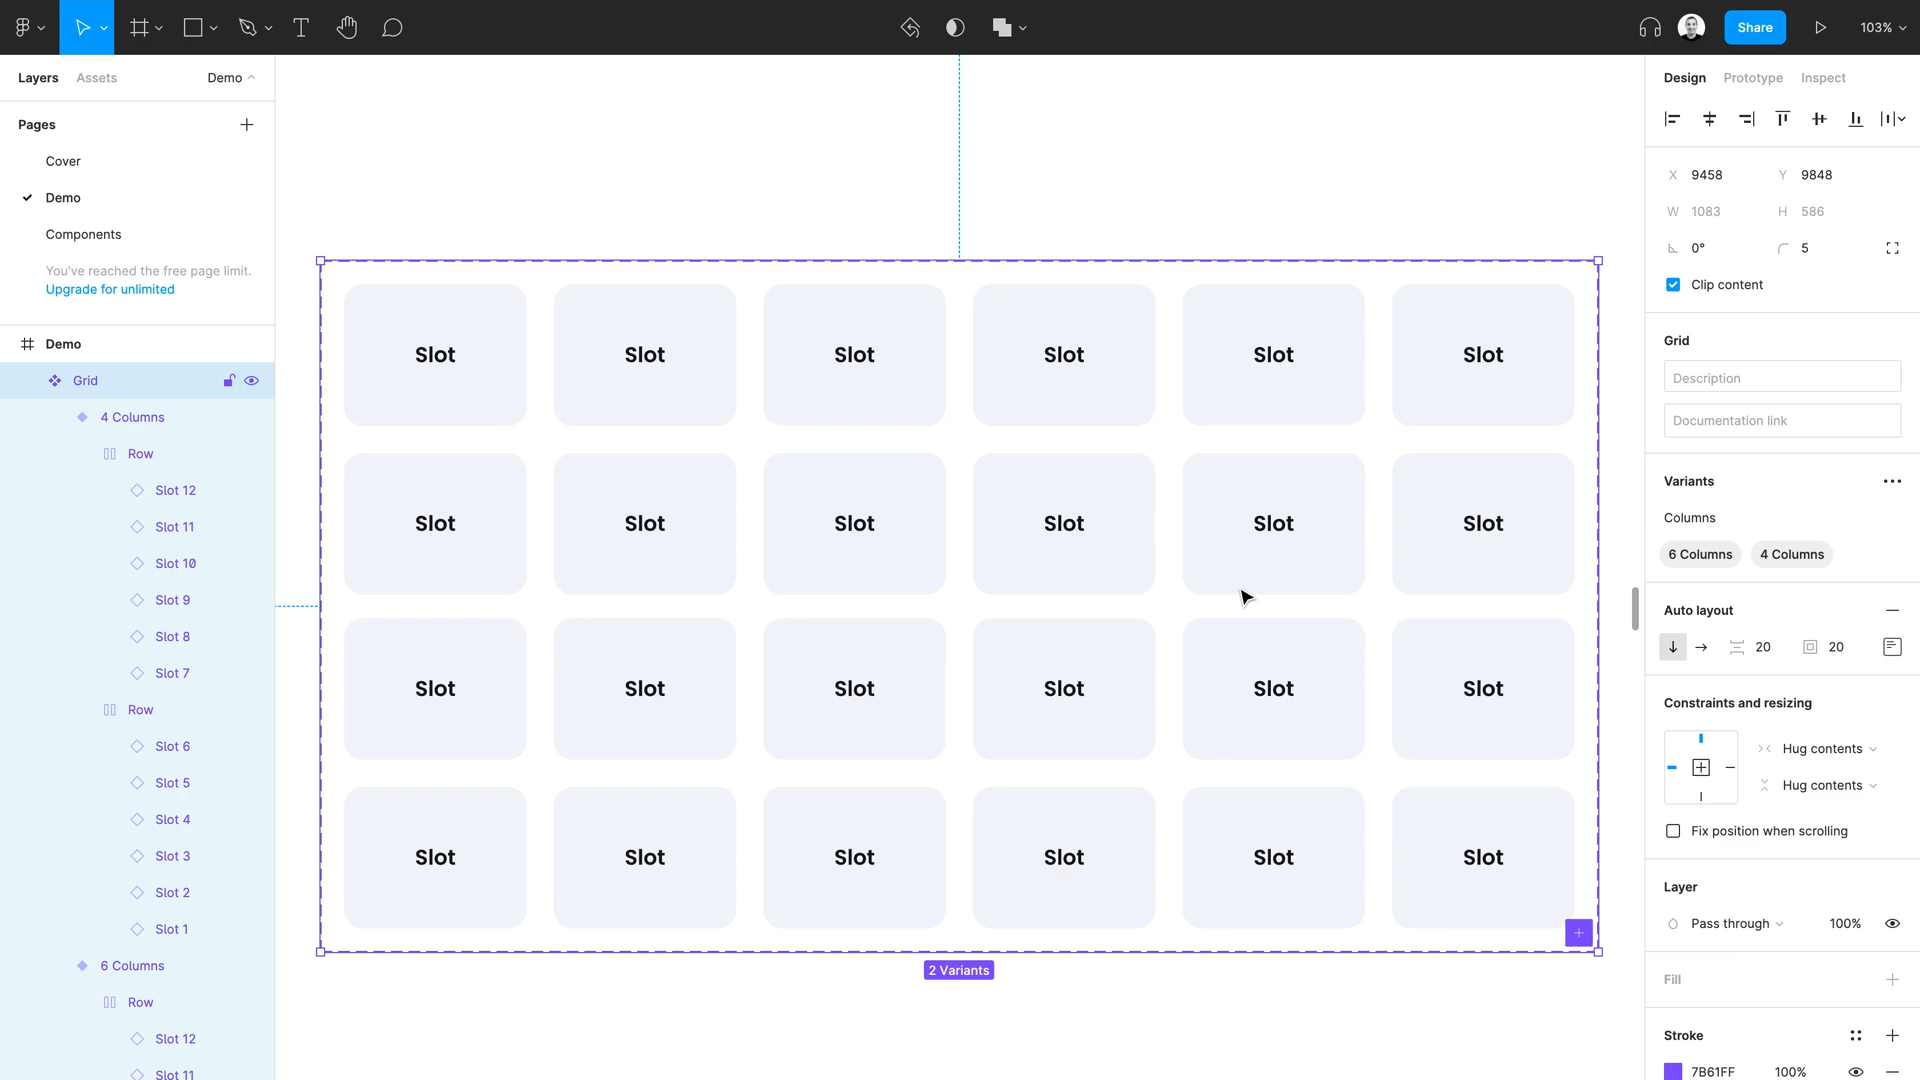 Share
103%
Layers
Assets
Demo
Pages
Cover
Demo
Components
You've reached the free page limit.
Upgrade for unlimited
Demo
Grid
4 Columns
Row
Slot 12
Slot 11
Slot 10
Slot 9
Slot 8
Slot 7
Row
Slot 6
Slot 5
Slot 4
Slot 3
Slot 2
Slot 1
6 Columns
Row
Slot 12
Slot 11
Slot Slot Slot Slot Slot Slot
Slot Slot Slot Slot Slot Slot
Slot Slot Slot Slot Slot Slot
Slot Slot Slot Slot Slot Slot
2 Variants
Design Prototype Inspect
X 9458 Y 9848
W 1083 H 586
0° 5
Clip content
Grid
Description
Documentation link
Variants
Columns
6 Columns 4 Columns
Auto layout
20 20
Constraints and resizing
Hug contents
Hug contents
Fix position when scrolling
Layer
Pass through 100%
Fill
Stroke
7B61FF 100%